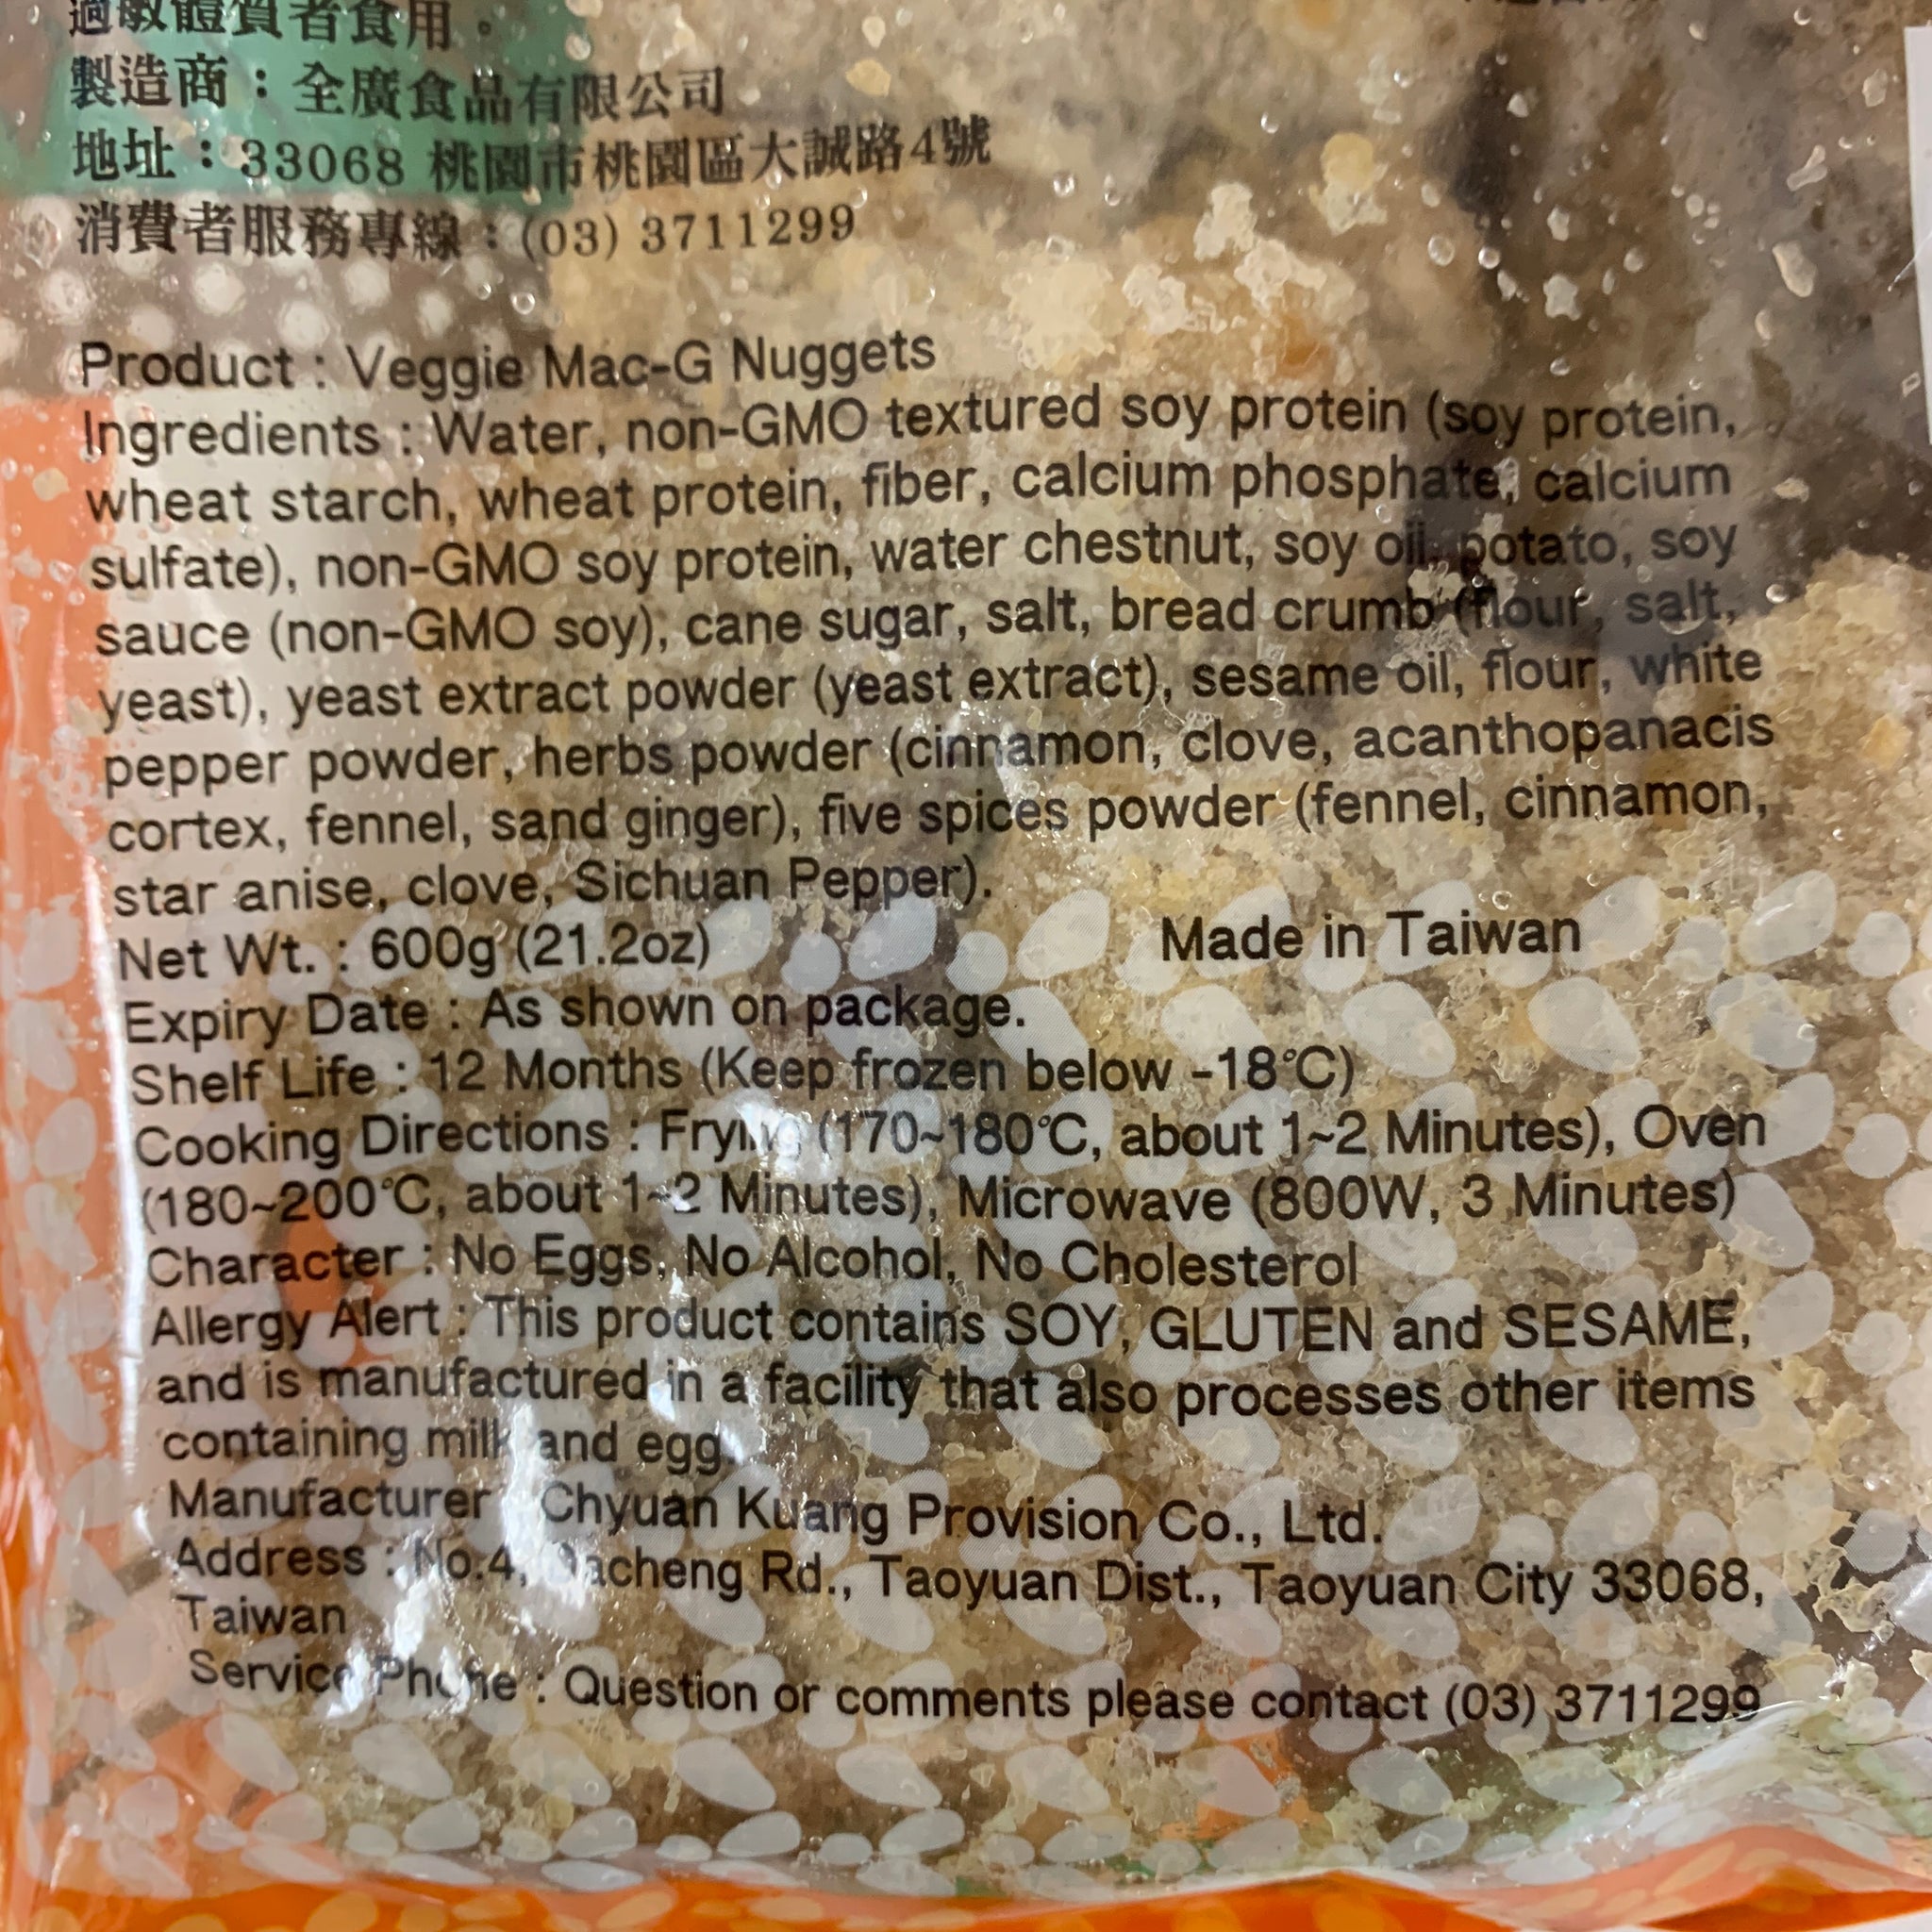 過敏體質者食用。
製造商：全廣食品有限公司
地址：33068 桃園市桃園區大誠路4號
消費者服務專線：(03) 3711299
Product : Veggie Mac-G Nuggets
Ingredients : Water, non-GMO textured soy protein (soy protein,
wheat starch, wheat protein, fiber, calcium phosphate, calcium
sulfate), non-GMO soy protein, water chestnut, soy oil, potato, soy
sauce (non-GMO soy), cane sugar, salt, bread crumb (flour, salt,
yeast), yeast extract powder (yeast extract), sesame oil, flour, white
pepper powder, herbs powder (cinnamon, clove, acanthopanacis
cortex, fennel, sand ginger), five spices powder (fennel, cinnamon,
star anise, clove, Sichuan Pepper).
Net Wt. : 600g (21.2oz) Made in Taiwan
Expiry Date : As shown on package.
Shelf Life : 12 Months (Keep frozen below -18℃)
Cooking Directions : Frying (170~180℃, about 1~2 Minutes), Oven
(180~200℃, about 1~2 Minutes), Microwave (800W, 3 Minutes)
Character : No Eggs, No Alcohol, No Cholesterol
Allergy Alert : This product contains SOY, GLUTEN and SESAME,
and is manufactured in a facility that also processes other items
containing milk and egg.
Manufacturer : Chyuan Kuang Provision Co., Ltd.
Address : No.4, Dacheng Rd., Taoyuan Dist., Taoyuan City 33068,
Taiwan
Service Phone : Question or comments please contact (03) 3711299